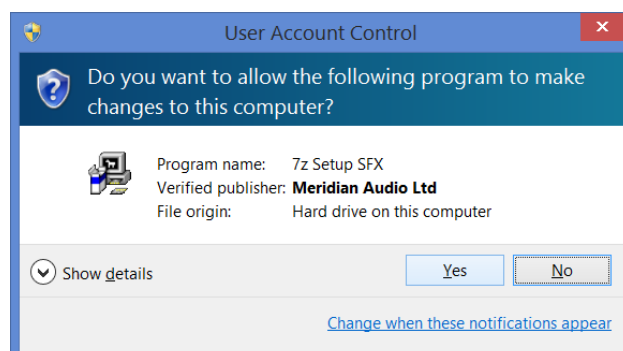 User Account Control
Do you want to allow the following program to make
changes to this computer?
Program name: 7z Setup SFX
Verified publisher: Meridian Audio Ltd
File origin: Hard drive on this computer
Show details
Yes
No
Change when these notifications appear